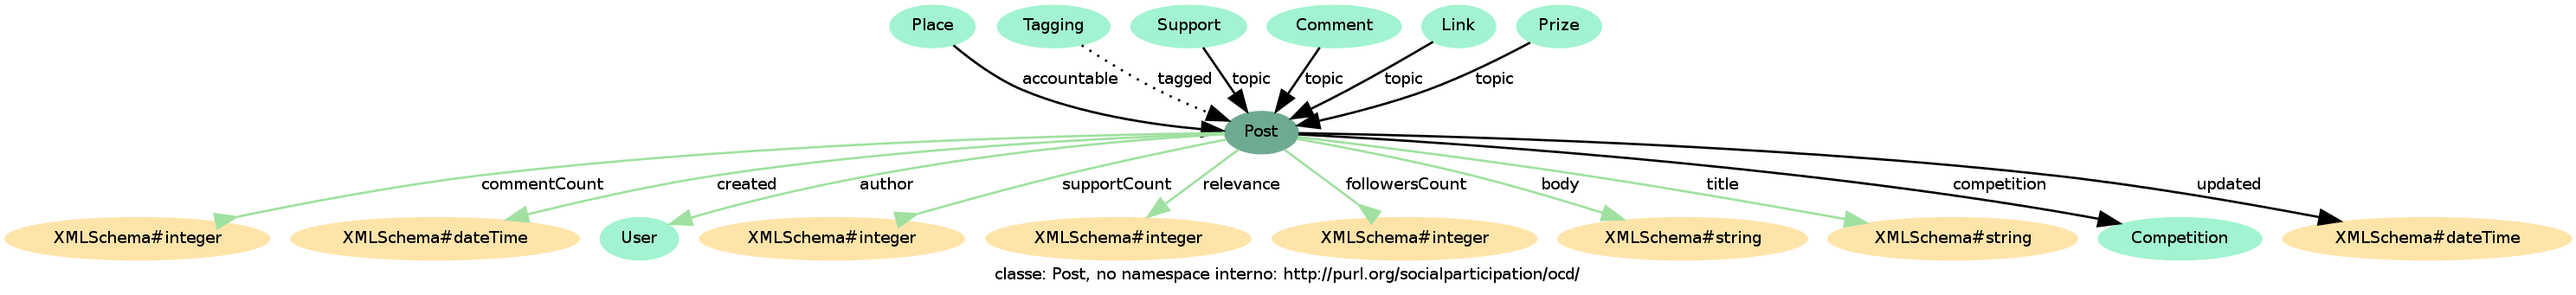 Place Tagging Support Comment Link Prize
accountable tagged topic topic topic topic
Post
commentCount created author supportCount relevance followersCount body title competition updated
XMLSchema#integer XMLSchema#dateTime User XMLSchema#integer XMLSchema#integer XMLSchema#integer XMLSchema#string XMLSchema#string Competition XMLSchema#dateTime
classe: Post, no namespace interno: http://purl.org/socialparticipation/ocd/